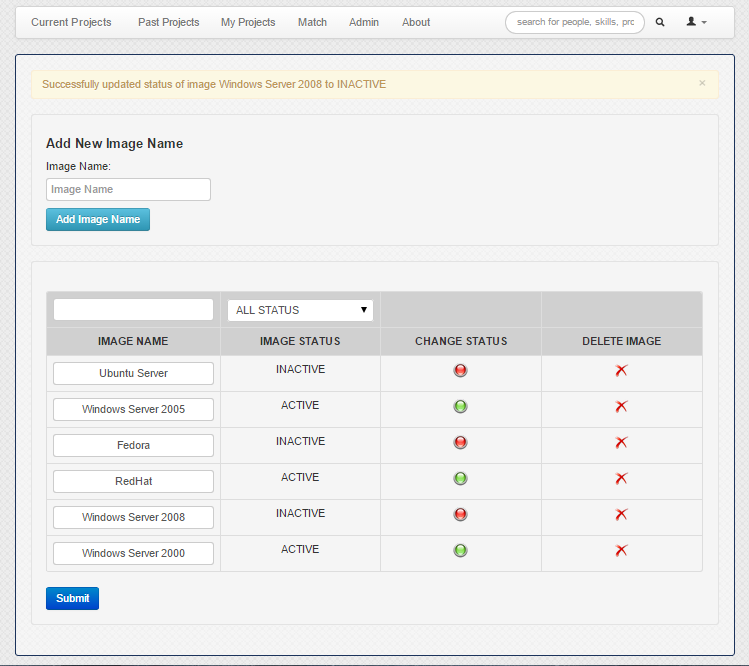 Current Projects Past Projects My Projects Match Admin About search for people, skills, prc
Successfully updated status of image Windows Server 2008 to INACTIVE ×
Add New Image Name
Image Name:
Image Name
Add Image Name
ALL STATUS
IMAGE NAME IMAGE STATUS CHANGE STATUS DELETE IMAGE
Ubuntu Server INACTIVE
Windows Server 2005 ACTIVE
Fedora INACTIVE
RedHat ACTIVE
Windows Server 2008 INACTIVE
Windows Server 2000 ACTIVE
Submit